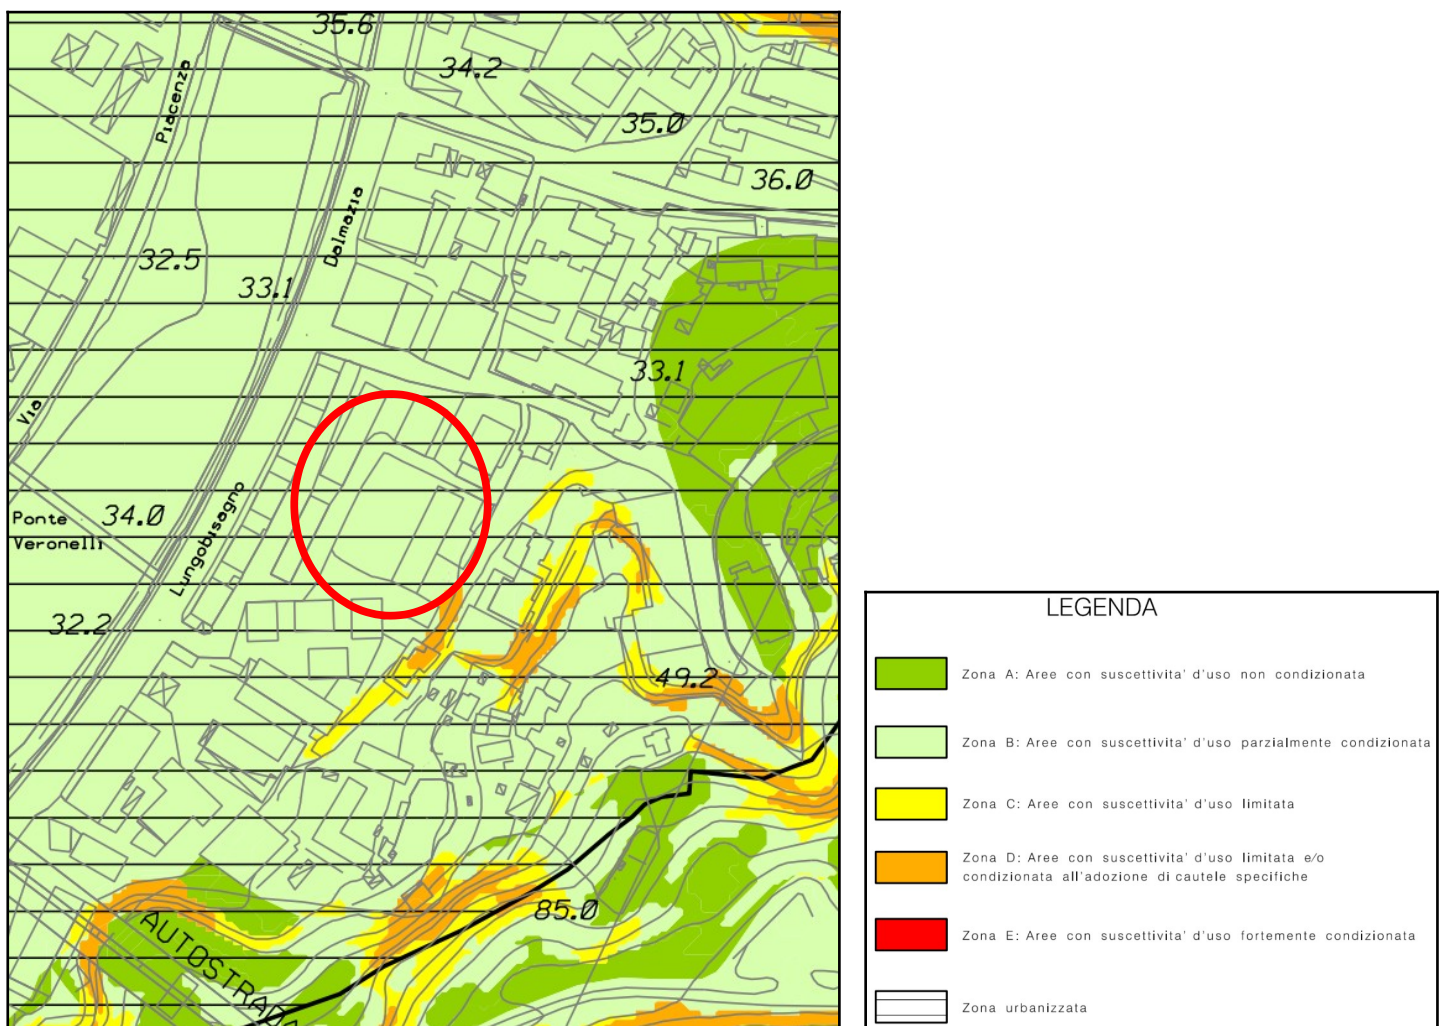 35.6
34.2
Piacenza
35.0
36.0
Dalmazia
32.5
33.1
33.1
Via
Lungobisagno
34.0
Ponte
Veronelli
32.2
49.2
85.0
AUTOSTRADA
LEGENDA
Zona A: Aree con suscettivita' d'uso non condizionata
Zona B: Aree con suscettivita' d'uso parzialmente condizionata
Zona C: Aree con suscettivita' d'uso limitata
Zona D: Aree con suscettivita' d'uso limitata e/o
condizionata all'adozione di cautele specifiche
Zona E: Aree con suscettivita' d'uso fortemente condizionata
Zona urbanizzata